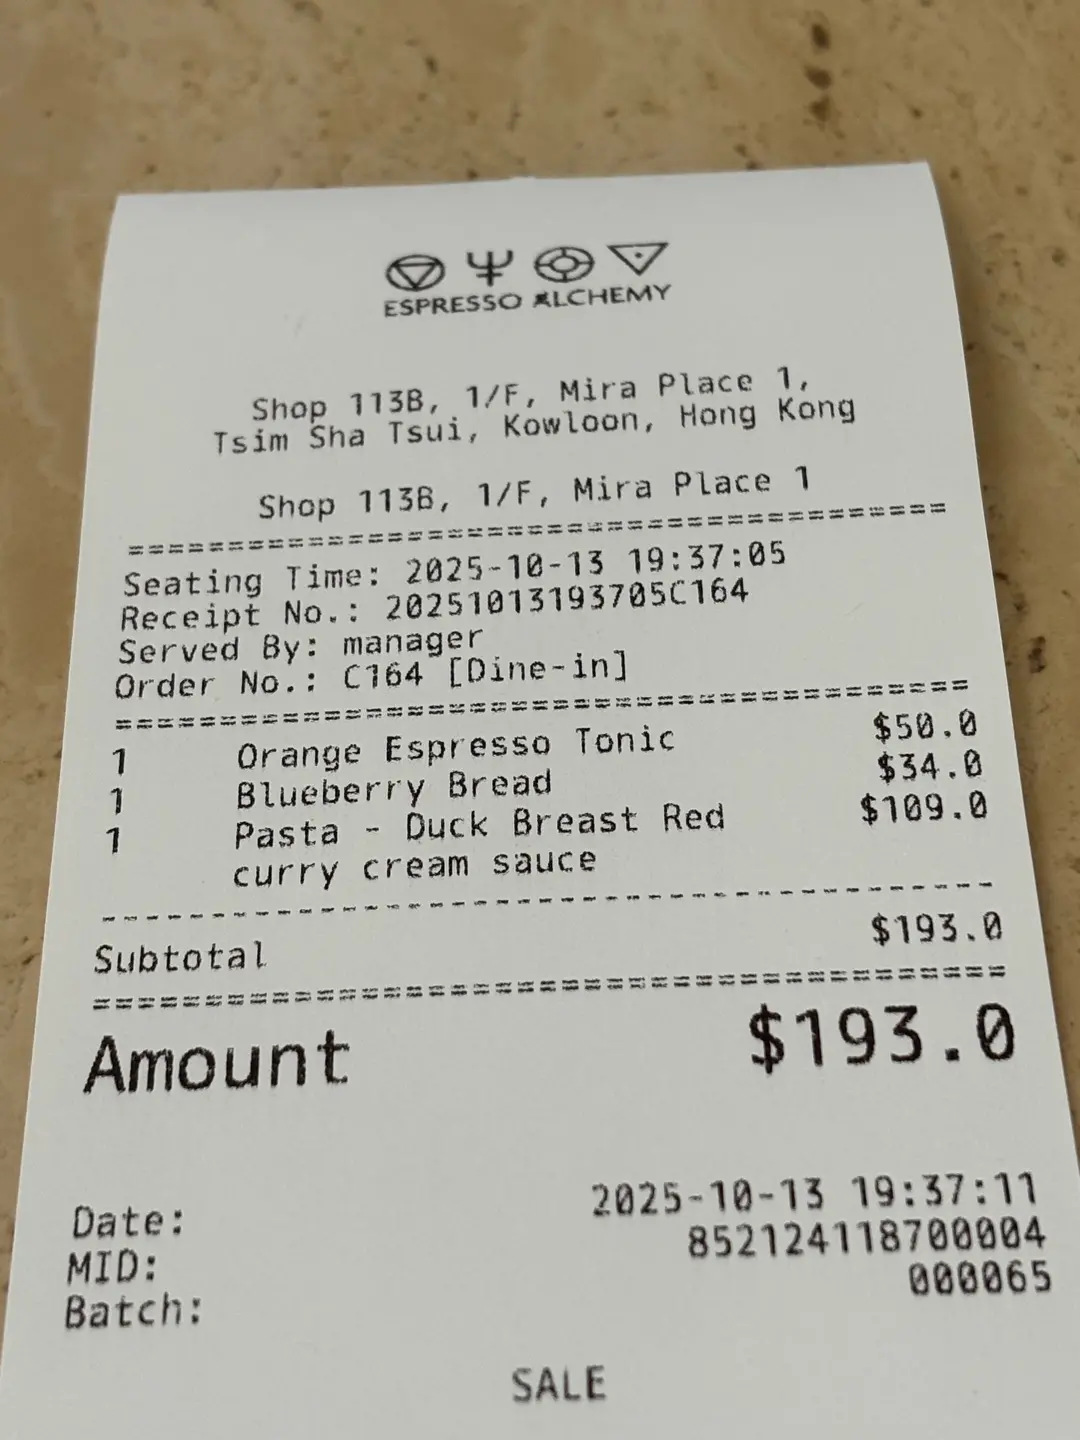 ESPRESSO ALCHEMY
Shop 113B, 1/F, Mira Place 1,
Tsim Sha Tsui, Kowloon, Hong Kong
Shop 113B, 1/F, Mira Place 1
==========================================
Seating Time: 2025-10-13 19:37:05
Receipt No.: 20251013193705C164
Served By: manager
Order No.: C164 [Dine-in]
==========================================
1 Orange Espresso Tonic $50.0
1 Blueberry Bread $34.0
1 Pasta - Duck Breast Red $109.0
curry cream sauce
------------------------------------------
Subtotal $193.0
==========================================
Amount $193.0
Date: 2025-10-13 19:37:11
MID: 852124118700004
Batch: 000065
SALE